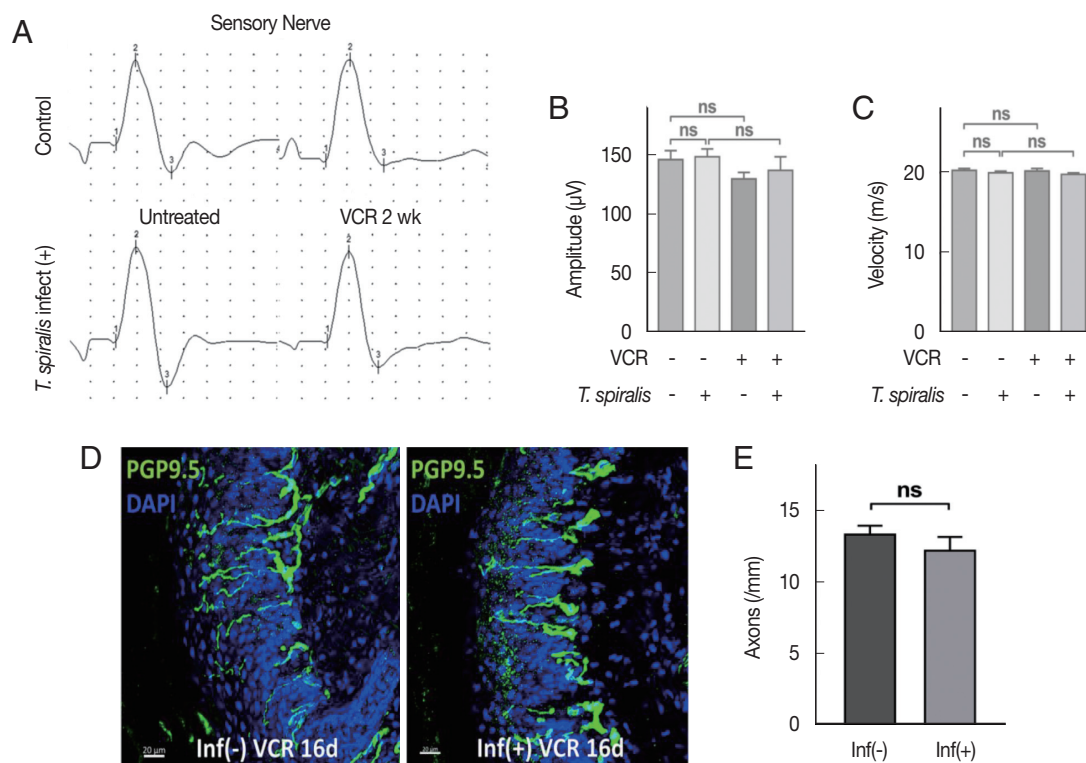 A
Sensory Nerve
Control
2
1
3
2
1
3
Untreated
VCR 2 wk
T. spiralis infect (+)
2
1
3
2
1
3
B
ns
ns
ns
Amplitude (µV)
150
100
50
0
VCR - - + +
T. spiralis - + - +
C
ns
ns
ns
Velocity (m/s)
20
10
0
VCR - - + +
T. spiralis - + - +
D
PGP9.5
DAPI
20 µm
Inf(-) VCR 16d
PGP9.5
DAPI
20 µm
Inf(+) VCR 16d
E
ns
Axons (/mm)
15
10
5
0
Inf(-) Inf(+)